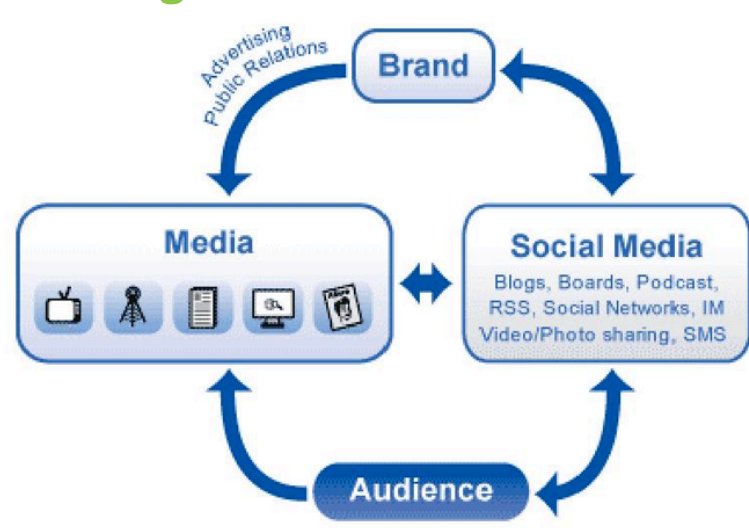 Advertising
Public Relations
Brand
Media
Social Media
Blogs, Boards, Podcast,
RSS, Social Networks, IM
Video/Photo sharing, SMS
Audience